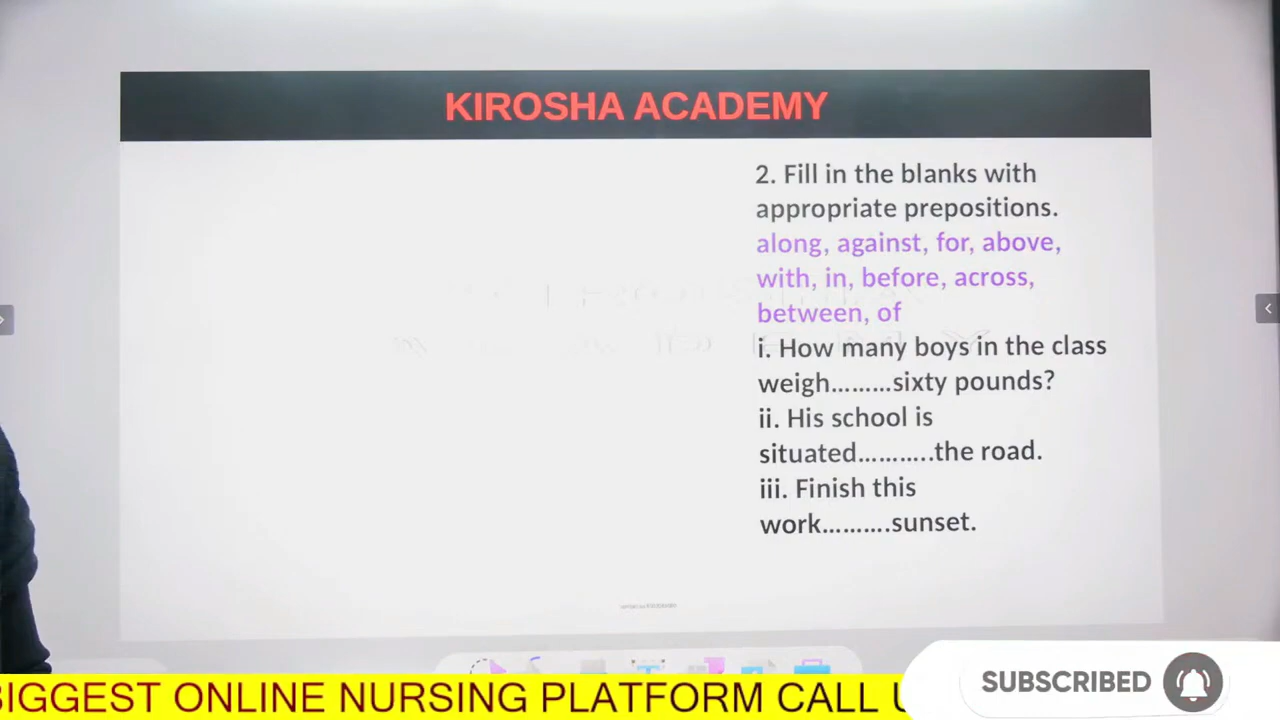 KIROSHA ACADEMY
2. Fill in the blanks with
appropriate prepositions.
along, against, for, above,
with, in, before, across,
between, of
i. How many boys in the class
weigh.........sixty pounds?
ii. His school is
situated...........the road.
iii. Finish this
work..........sunset.
BIGGEST ONLINE NURSING PLATFORM CALL
SUBSCRIBED